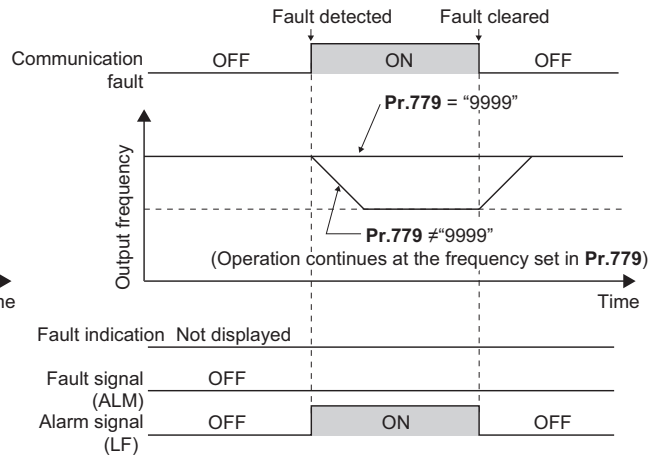 Fault detected
Fault cleared
Communication
fault
OFF
ON
OFF
Pr.779 = “9999”
Output frequency
Pr.779 ≠“9999”
(Operation continues at the frequency set in Pr.779)
Time
Fault indication
Not displayed
Fault signal
(ALM)
OFF
Alarm signal
(LF)
OFF
ON
OFF